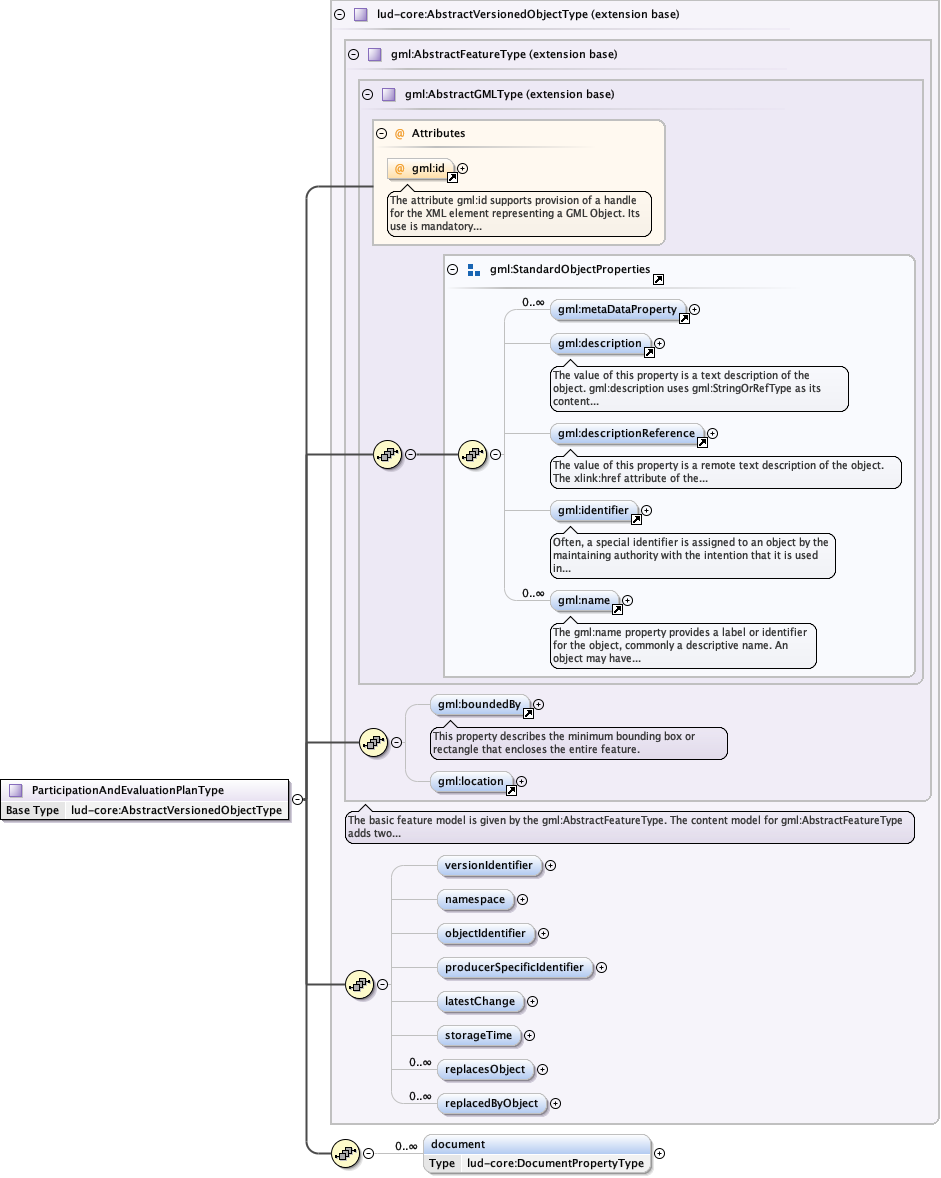 lud-core:AbstractVersionedObjectType (extension base)
gml:AbstractFeatureType (extension base)
gml:AbstractGMLType (extension base)
@ Attributes
@ gml:id
The attribute gml:id supports provision of a handle
for the XML element representing a GML Object. Its
use is mandatory...
gml:StandardObjectProperties
0..∞
gml:metaDataProperty
gml:description
The value of this property is a text description of the
object. gml:description uses gml:StringOrRefType as its
content...
gml:descriptionReference
The value of this property is a remote text description of the object.
The xlink:href attribute of the...
gml:identifier
Often, a special identifier is assigned to an object by the
maintaining authority with the intention that it is used
in...
0..∞
gml:name
The gml:name property provides a label or identifier
for the object, commonly a descriptive name. An
object may have...
gml:boundedBy
This property describes the minimum bounding box or
rectangle that encloses the entire feature.
gml:location
ParticipationAndEvaluationPlanType
Base Type lud-core:AbstractVersionedObjectType
The basic feature model is given by the gml:AbstractFeatureType. The content model for gml:AbstractFeatureType
adds two...
versionIdentifier
namespace
objectIdentifier
producerSpecificIdentifier
latestChange
storageTime
0..∞
replacesObject
0..∞
replacedByObject
0..∞
document
Type lud-core:DocumentPropertyType